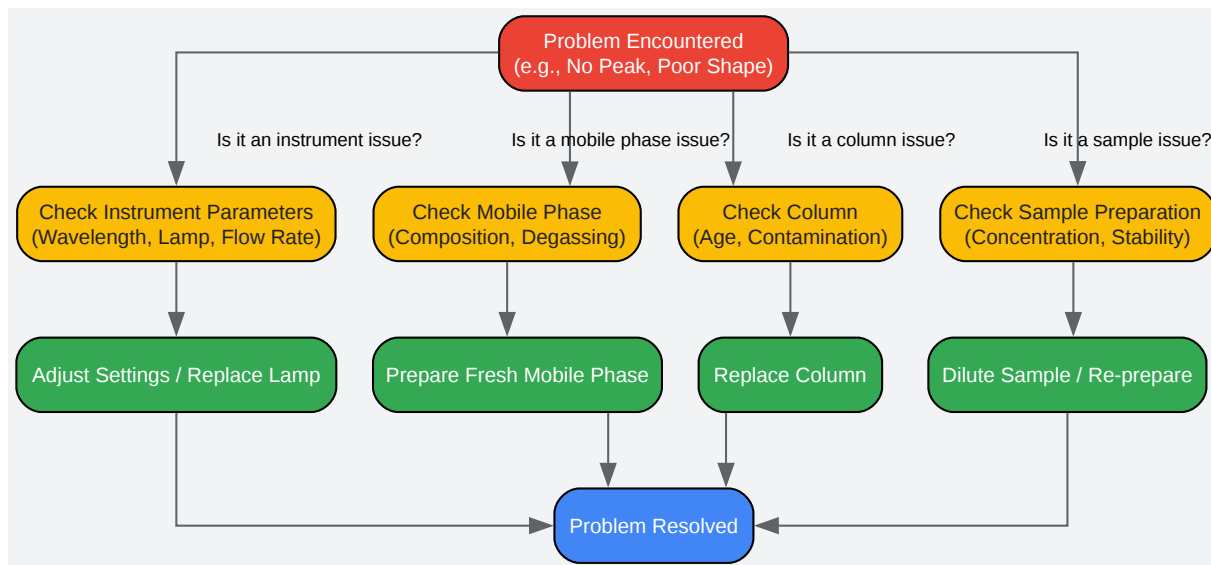 Problem Encountered
(e.g., No Peak, Poor Shape)
Is it an instrument issue?
Is it a mobile phase issue?
Is it a column issue?
Is it a sample issue?
Check Instrument Parameters
(Wavelength, Lamp, Flow Rate)
Check Mobile Phase
(Composition, Degassing)
Check Column
(Age, Contamination)
Check Sample Preparation
(Concentration, Stability)
Adjust Settings / Replace Lamp
Prepare Fresh Mobile Phase
Replace Column
Dilute Sample / Re-prepare
Problem Resolved